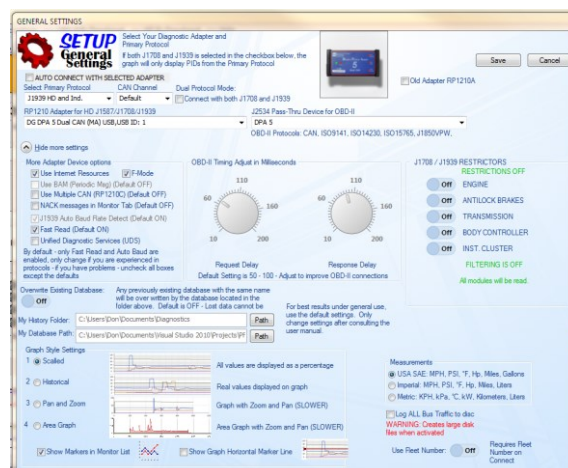 GENERAL SETTINGS
SETUP
General
Settings
Select Your Diagnostic Adapter and
Primary Protocol
If both J1708 and J1939 is selected in the checkbox below, the
graph will only display PIDs from the Primary Protocol
5
Save
Cancel
AUTO CONNECT WITH SELECTED ADAPTER
Old Adapter RP1210A
Select Primary Protocol
CAN Channel
Dual Protocol Mode:
J1939 HD and Ind.
Default
Connect with both J1708 and J1939
RP1210 Adapter for HD J1587/J1708/J1939
J2534 Pass-Thru Device for OBD-II
DG DPA 5 Dual CAN (MA) USB,USB ID: 1
DPA 5
OBD-II Protocols: CAN, ISO9141, ISO14230, ISO15765, J1850VPW,
Hide more settings
More Adapter Device options
Use Internet Resources
F-Mode
Use BAM (Periodic Msg) (Default OFF)
Use Multiple CAN (RP1210C) (Default OFF)
NACK messages in Monitor Tab (Default OFF)
J1939 Auto Baud Rate Detect (Default ON)
Fast Read (Default ON)
Unified Diagnostic Services (UDS)
By default - only Fast Read and Auto Baud are
enabled, only change if you are experienced in
protocols - if you have problems - uncheck all boxes
except the defaults
OBD-II Timing Adjust in Milliseconds
110
60
160
10
200
Request Delay
110
60
160
10
200
Response Delay
Default Setting is 50 - 100 - Adjust to improve OBD-II connections
J1708 / J1939 RESTRICTORS
RESTRICTIONS OFF
Off ENGINE
Off ANTILOCK BRAKES
Off TRANSMISSION
Off BODY CONTROLLER
Off INST. CLUSTER
FILTERING IS OFF
All modules will be read
Overwrite Existing Database:
Off
Any previously existing database with the same name
will be over written by the database located in the
folder above. Default is OFF - Lost data cannot be
My History Folder:
C:\Users\Don\Documents\Diagnostics
Path
My Database Path:
C:\Users\Don\Documents\Visual Studio 2010\Projects\PF
Path
For best results under general use,
use the default settings. Only
change settings after consulting the
user manual.
Graph Style Settings
1 Scalled
All values are displayed as a percentage
2 Historical
Real values displayed on graph
3 Pan and Zoom
Graph with Zoom and Pan (SLOWER)
4 Area Graph
Area Graph with Zoom and Pan (SLOWER)
Show Markers in Monitor List
Show Graph Horizontal Marker Line
Measurements
USA SAE: MPH, PSI, °F, Hp. Miles, Gallons
Imperial: MPH, PSI, °F, Hp. Miles, Liters
Metric: KPH, kPa, °C, kW, Kilometers, Liters
Log ALL Bus Traffic to disc
WARNING: Creates large disk
files when activated
Use Fleet Number:
Off
Requires Fleet
Number on
Connect